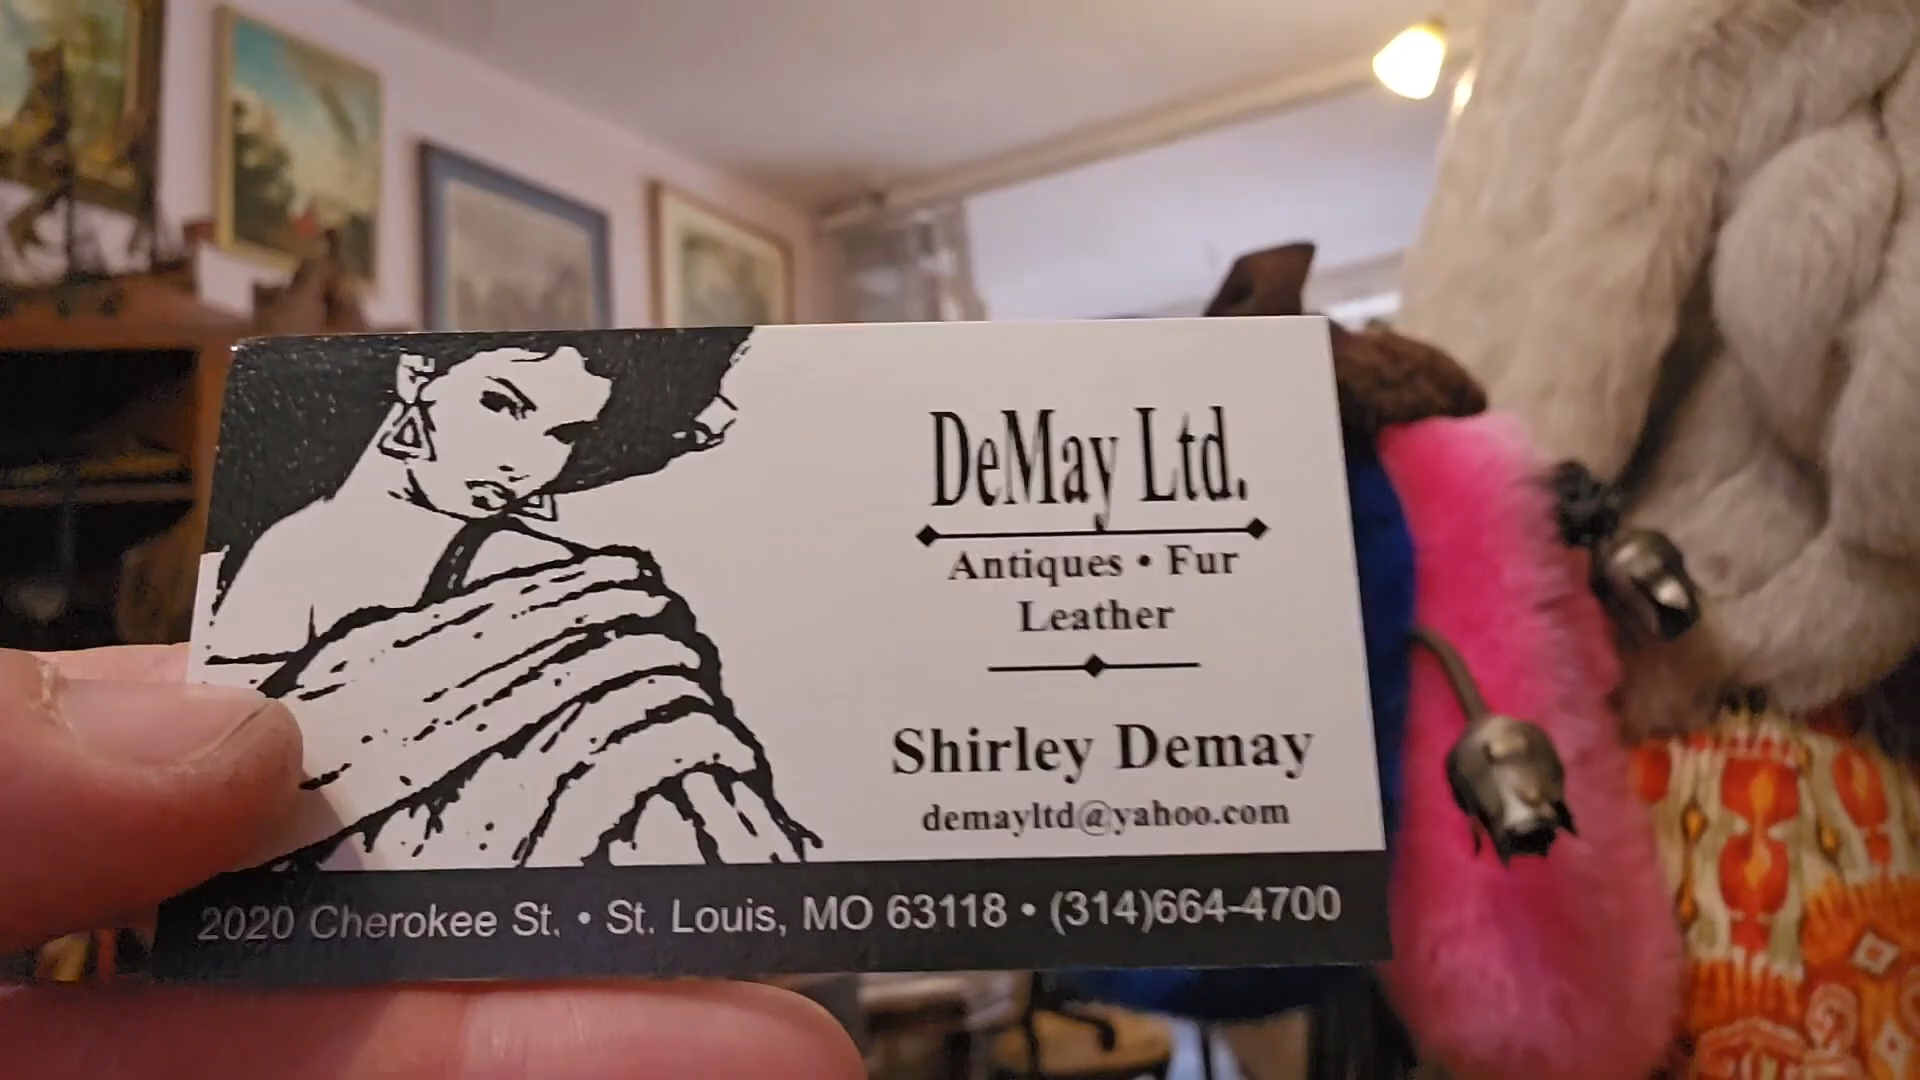 DeMay Ltd.
Antiques • Fur
Leather
Shirley Demay
demayltd@yahoo.com
2020 Cherokee St. • St. Louis, MO 63118 • (314)664-4700